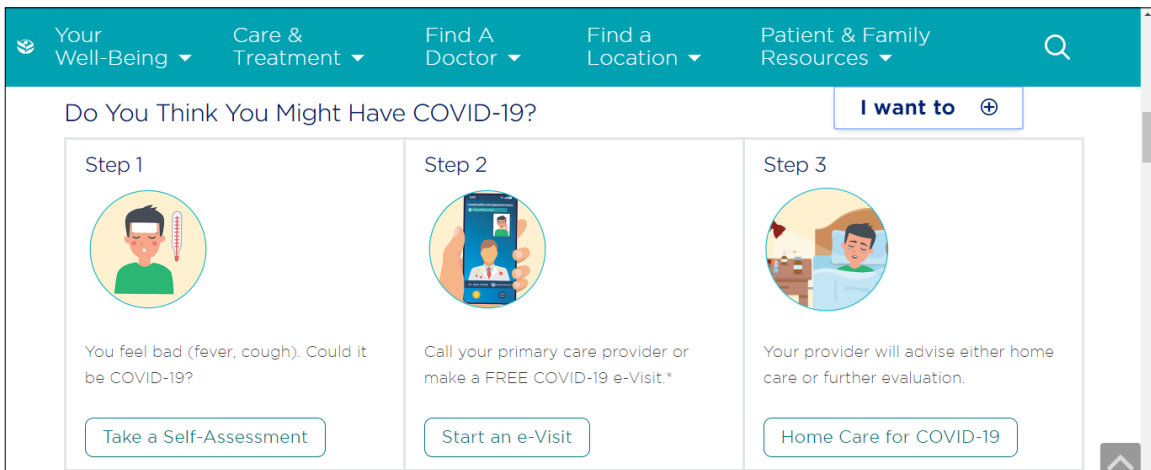 Your
Well-Being
Care &
Treatment
Find A
Doctor
Find a
Location
Patient & Family
Resources
Do You Think You Might Have COVID-19?
I want to
Step 1
You feel bad (fever, cough). Could it
be COVID-19?
Take a Self-Assessment
Step 2
Call your primary care provider or
make a FREE COVID-19 e-Visit.*
Start an e-Visit
Step 3
Your provider will advise either home
care or further evaluation.
Home Care for COVID-19